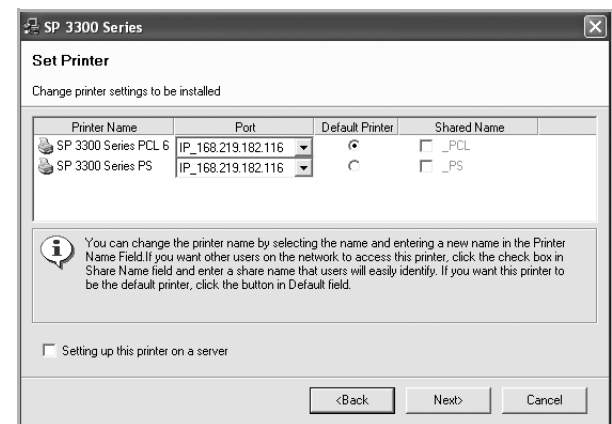 SP 3300 Series
Set Printer
Change printer settings to be installed
Printer Name Port Default Printer Shared Name
SP 3300 Series PCL 6 IP_168.219.182.116 _PCL
SP 3300 Series PS IP_168.219.182.116 _PS
You can change the printer name by selecting the name and entering a new name in the Printer
Name Field.If you want other users on the network to access this printer, click the check box in
Share Name field and enter a share name that users will easily identify. If you want this printer to
be the default printer, click the button in Default field.
Setting up this printer on a server
<Back Next> Cancel